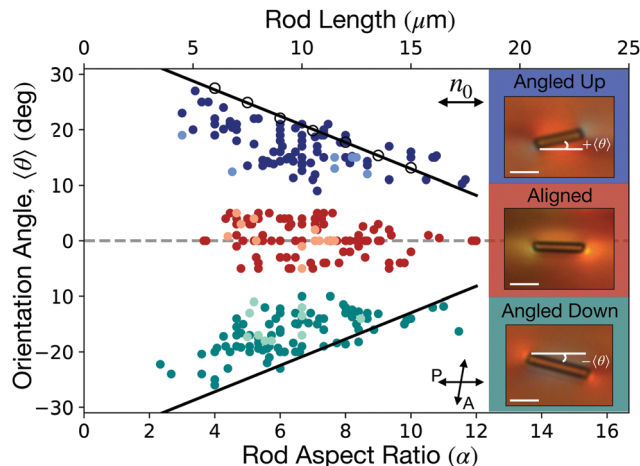 Rod Length (μm)
0 5 10 15 20 25
30
20
10
0
10
−20
−30
Orientation Angle, ⟨θ⟩ (deg)
n₀
Angled Up
+⟨θ⟩
Aligned
Angled Down
−⟨θ⟩
P
A
0 2 4 6 8 10 12 14 16
Rod Aspect Ratio (α)